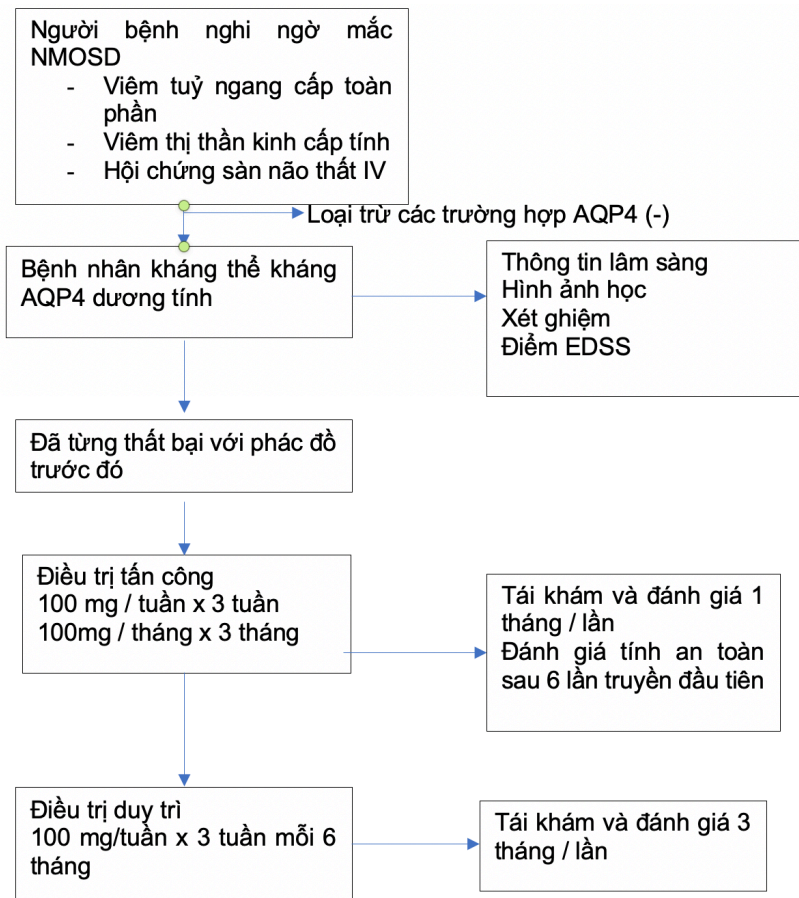 Người bệnh nghi ngờ mắc
NMOSD
- Viêm tuỷ ngang cấp toàn
phần
- Viêm thị thần kinh cấp tính
- Hội chứng sàn não thất IV
Loại trừ các trường hợp AQP4 (-)
Bệnh nhân kháng thể kháng
AQP4 dương tính
Thông tin lâm sàng
Hình ảnh học
Xét ghiệm
Điểm EDSS
Đã từng thất bại với phác đồ
trước đó
Điều trị tấn công
100 mg / tuần x 3 tuần
100mg / tháng x 3 tháng
Tái khám và đánh giá 1
tháng / lần
Đánh giá tính an toàn
sau 6 lần truyền đầu tiên
Điều trị duy trì
100 mg/tuần x 3 tuần mỗi 6
tháng
Tái khám và đánh giá 3
tháng / lần